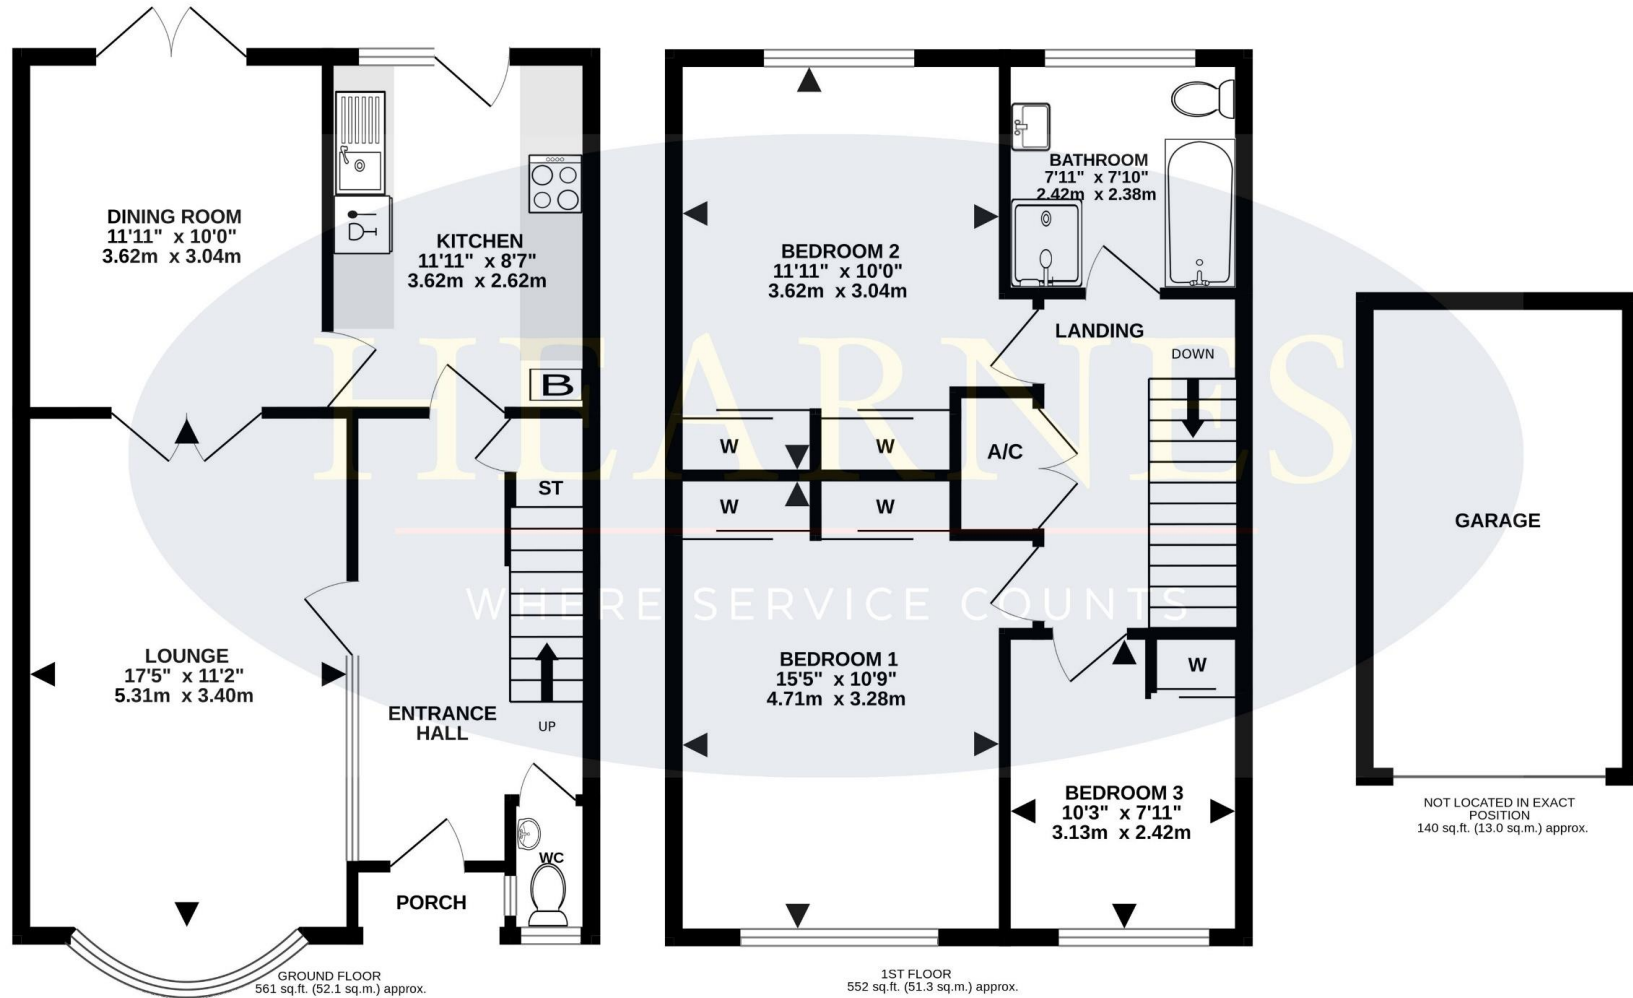 DINING ROOM
11'11" x 10'0"
3.62m x 3.04m
KITCHEN
11'11" x 8'7"
3.62m x 2.62m
B
ST
LOUNGE
17'5" x 11'2"
5.31m x 3.40m
ENTRANCE
HALL
UP
WC
PORCH
GROUND FLOOR
561 sq.ft. (52.1 sq.m.) approx.
BATHROOM
7'11" x 7'10"
2.42m x 2.38m
BEDROOM 2
11'11" x 10'0"
3.62m x 3.04m
LANDING
DOWN
W
W
A/C
W
W
BEDROOM 1
15'5" x 10'9"
4.71m x 3.28m
W
BEDROOM 3
10'3" x 7'11"
3.13m x 2.42m
1ST FLOOR
552 sq.ft. (51.3 sq.m.) approx.
GARAGE
NOT LOCATED IN EXACT
POSITION
140 sq.ft. (13.0 sq.m.) approx.
HEARNES
WHERE SERVICE COUNTS